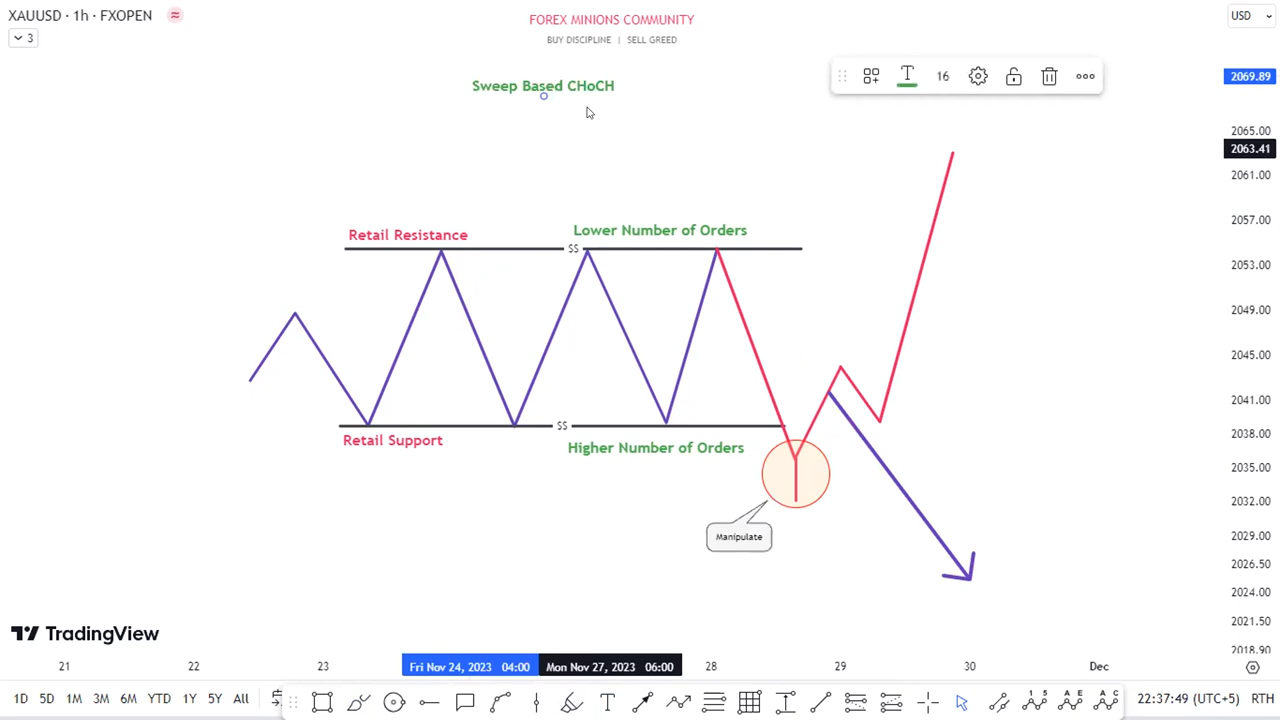 XAUUSD · 1h · FXOPEN
3
FOREX MINIONS COMMUNITY
BUY DISCIPLINE | SELL GREED
USD
Sweep Based CHoCH
16
2069.89
2065.00
2063.41
2061.00
2057.00
2053.00
2049.00
2045.00
2041.00
2038.00
2035.00
2032.00
2029.00
2026.50
2024.00
2021.50
2018.90
Retail Resistance
Lower Number of Orders
$$
$$
Retail Support
Higher Number of Orders
Manipulate
TradingView
21 22 23 Fri Nov 24, 2023 04:00 Mon Nov 27, 2023 06:00 28 29 30 Dec
1D 5D 1M 3M 6M YTD 1Y 5Y All
22:37:49 (UTC+5) RTH